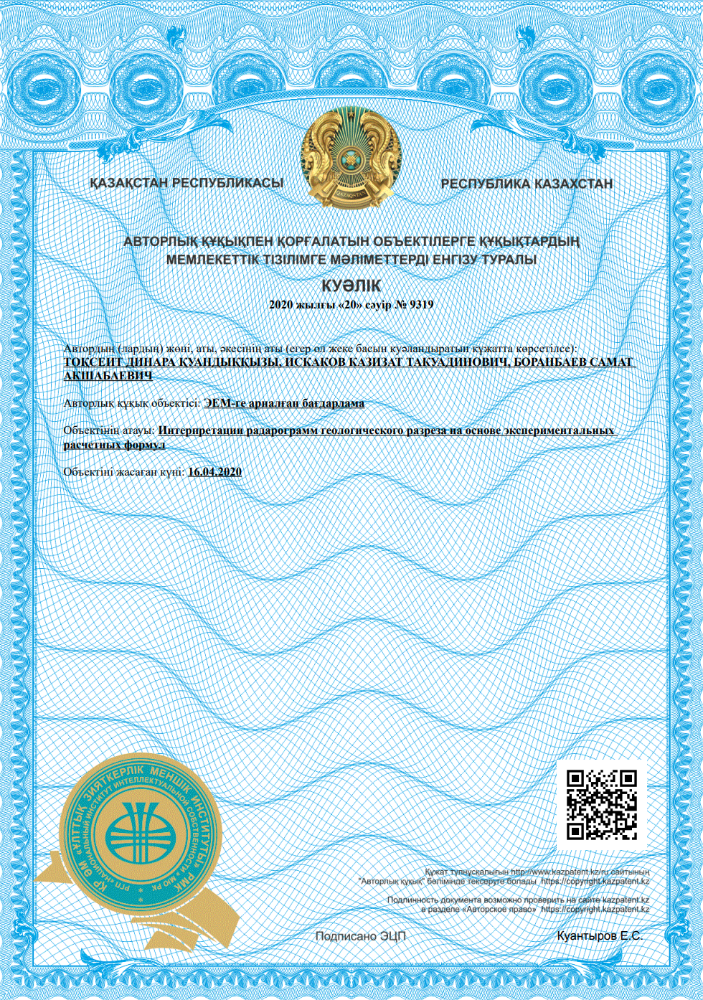 ҚАЗАҚСТАН РЕСПУБЛИКАСЫ
РЕСПУБЛИКА КАЗАХСТАН
QAZAQSTAN
АВТОРЛЫҚ ҚҰҚЫҚПЕН ҚОРҒАЛАТЫН ОБЪЕКТІЛЕРГЕ ҚҰҚЫҚТАРДЫҢ
МЕМЛЕКЕТТІК ТІЗІЛІМГЕ МӘЛІМЕТТЕРДІ ЕНГІЗУ ТУРАЛЫ
КУӘЛІК
2020 жылғы «20» сәуір № 9319
Автордың (лардың) жөні, аты, әкесінің аты (егер ол жеке басын куәландыратын құжатта көрсетілсе):
ТОҚСЕИТ ДИНАРА ҚУАНДЫҚҚЫЗЫ, ИСКАКОВ КАЗИЗАТ ТАКУАДИНОВИЧ, БОРАНБАЕВ САМАТ
АКШАБАЕВИЧ
Авторлық құқық объектісі: ЭЕМ-ге арналған бағдарлама
Объектінің атауы: Интерпретации радарограмм геологического разреза на основе экспериментальных
расчетных формул
Объектіні жасаған күні: 16.04.2020
ҚР ӘМ «ҰЛТТЫҚ ЗИЯТКЕРЛІК МЕНШІК ИНСТИТУТЫ» РМК
РГП «НАЦИОНАЛЬНЫЙ ИНСТИТУТ ИНТЕЛЛЕКТУАЛЬНОЙ СОБСТВЕННОСТИ» МЮ РК
Құжат түпнұсқалығын http://www.kazpatent.kz/ru сайтының
"Авторлық құқық" бөлімінде тексеруге болады https://copyright.kazpatent.kz
Подлинность документа возможно проверить на сайте kazpatent.kz
в разделе «Авторское право» https://copyright.kazpatent.kz
Подписано ЭЦП
Куантыров Е.С.